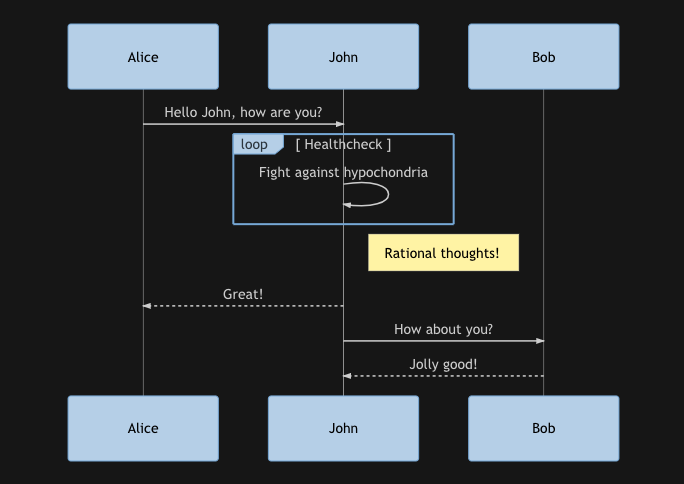 Alice
John
Bob
Hello John, how are you?
loop
[ Healthcheck ]
Fight against hypochondria
Rational thoughts!
Great!
How about you?
Jolly good!
Alice
John
Bob